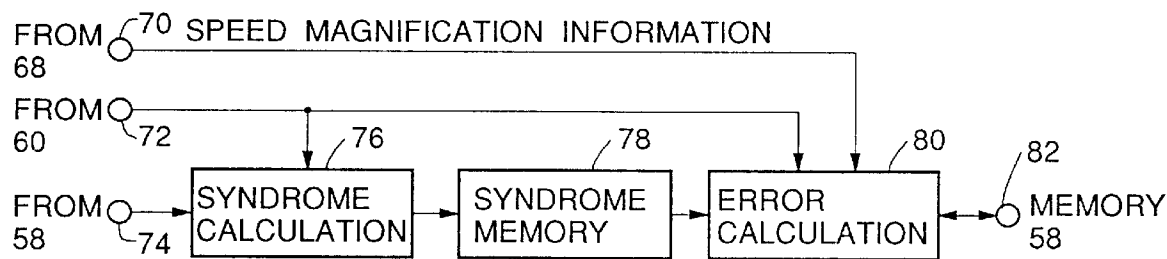 FROM 70 SPEED MAGNIFICATION INFORMATION
68
FROM
60 72
76 78 80 82
FROM SYNDROME SYNDROME ERROR MEMORY
58 74 CALCULATION MEMORY CALCULATION 58